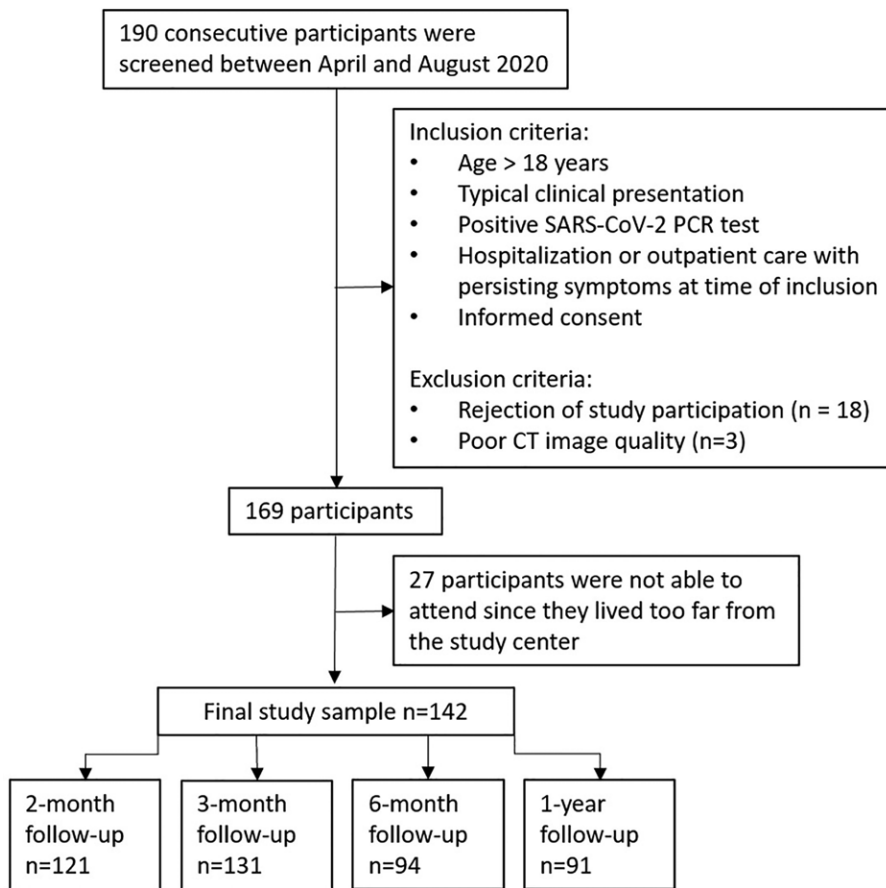 190 consecutive participants were
screened between April and August 2020
Inclusion criteria:
• Age > 18 years
• Typical clinical presentation
• Positive SARS-CoV-2 PCR test
• Hospitalization or outpatient care with
persisting symptoms at time of inclusion
• Informed consent
Exclusion criteria:
• Rejection of study participation (n = 18)
• Poor CT image quality (n=3)
169 participants
27 participants were not able to
attend since they lived too far from
the study center
Final study sample n=142
2-month
follow-up
n=121
3-month
follow-up
n=131
6-month
follow-up
n=94
1-year
follow-up
n=91